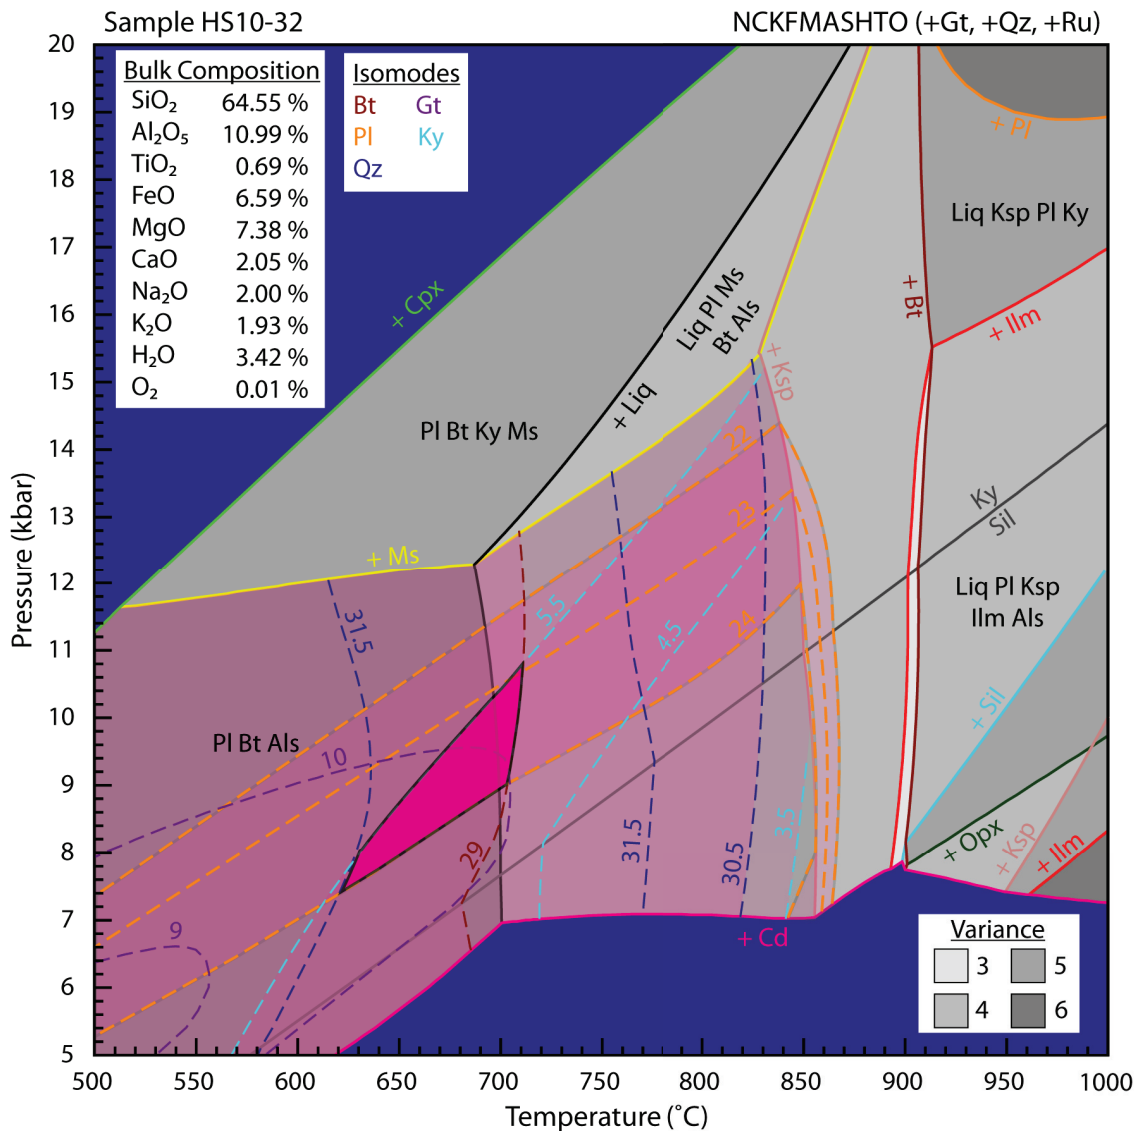 Sample HS10-32
NCKFMASHTO (+Gt, +Qz, +Ru)
Bulk Composition
SiO₂ 64.55 %
Al₂O₅ 10.99 %
TiO₂ 0.69 %
FeO 6.59 %
MgO 7.38 %
CaO 2.05 %
Na₂O 2.00 %
K₂O 1.93 %
H₂O 3.42 %
O₂ 0.01 %
Isomodes
Bt Gt
Pl Ky
Qz
+ Pl
Liq Ksp Pl Ky
+ Cpx
+ Bt
+ Ilm
Liq Pl Ms
Bt Als
+ Ksp
+ Liq
Pl Bt Ky Ms
22
23
24
Ky
Sil
+ Ms
31.5
5.5
4.5
Liq Pl Ksp
Ilm Als
+ Sil
Pl Bt Als
10
9
29
31.5
30.5
3.5
+ Opx
+ Ksp
+ Ilm
+ Cd
Variance
3 5
4 6
Pressure (kbar)
20
19
18
17
16
15
14
13
12
11
10
9
8
7
6
5
500 550 600 650 700 750 800 850 900 950 1000
Temperature (˚C)